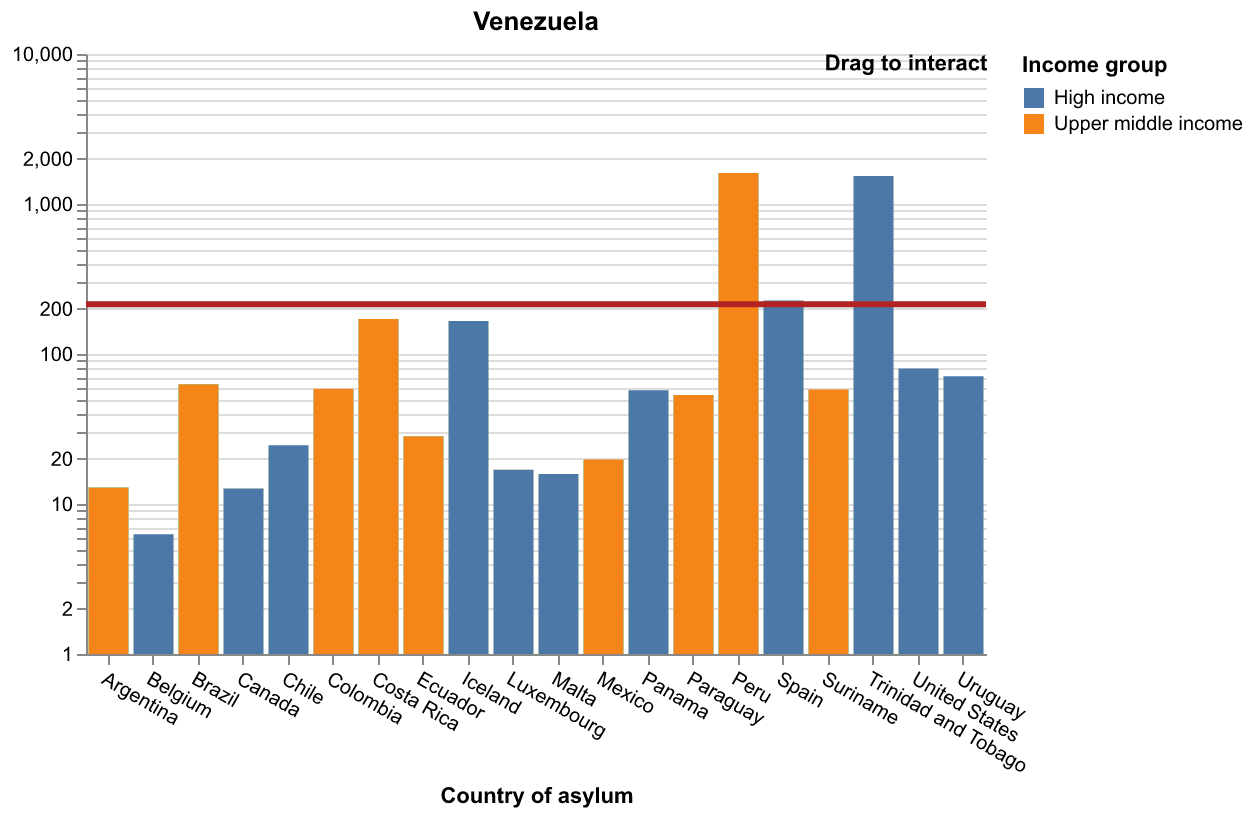 Venezuela
Drag to interact
Income group
High income
Upper middle income
10,000
2,000
1,000
200
100
20
10
2
1
Argentina
Belgium
Brazil
Canada
Chile
Colombia
Costa Rica
Ecuador
Iceland
Luxembourg
Malta
Mexico
Panama
Paraguay
Peru
Spain
Suriname
Trinidad and Tobago
United States
Uruguay
Country of asylum